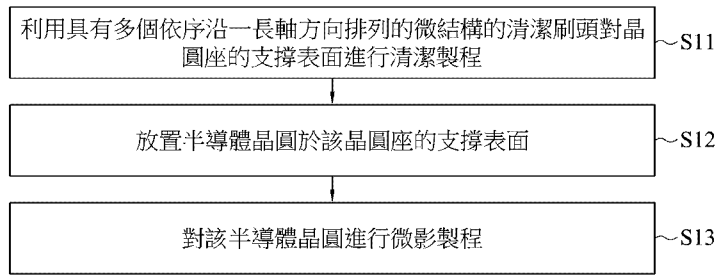 利用具有多個依序沿一長軸方向排列的微結構的清潔刷頭對晶
圓座的支撐表面進行清潔製程
S11
放置半導體晶圓於該晶圓座的支撐表面
S12
對該半導體晶圓進行微影製程
S13